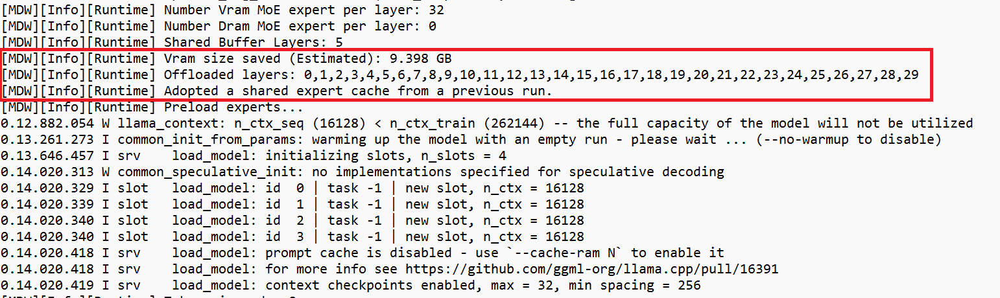 [MDW][Info][Runtime] Number Vram MoE expert per layer: 32
[MDW][Info][Runtime] Number Dram MoE expert per layer: 0
[MDW][Info][Runtime] Shared Buffer Layers: 5
[MDW][Info][Runtime] Vram size saved (Estimated): 9.398 GB
[MDW][Info][Runtime] Offloaded layers: 0,1,2,3,4,5,6,7,8,9,10,11,12,13,14,15,16,17,18,19,20,21,22,23,24,25,26,27,28,29
[MDW][Info][Runtime] Adopted a shared expert cache from a previous run.
[MDW][Info][Runtime] Preload experts...
0.12.882.054 W llama_context: n_ctx_seq (16128) < n_ctx_train (262144) -- the full capacity of the model will not be utilized
0.13.261.273 I common_init_from_params: warming up the model with an empty run - please wait ... (--no-warmup to disable)
0.13.646.457 I srv    load_model: initializing slots, n_slots = 4
0.14.020.313 W common_speculative_init: no implementations specified for speculative decoding
0.14.020.329 I slot   load_model: id  0 | task -1 | new slot, n_ctx = 16128
0.14.020.339 I slot   load_model: id  1 | task -1 | new slot, n_ctx = 16128
0.14.020.340 I slot   load_model: id  2 | task -1 | new slot, n_ctx = 16128
0.14.020.340 I slot   load_model: id  3 | task -1 | new slot, n_ctx = 16128
0.14.020.418 I srv    load_model: prompt cache is disabled - use `--cache-ram N` to enable it
0.14.020.418 I srv    load_model: for more info see https://github.com/ggml-org/llama.cpp/pull/16391
0.14.020.419 I srv    load_model: context checkpoints enabled, max = 32, min spacing = 256